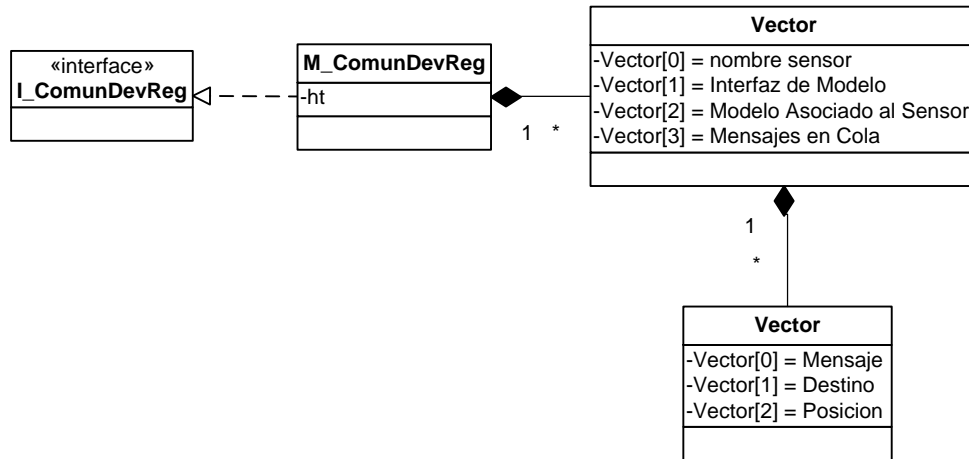 «interface»
I_ComunDevReg
M_ComunDevReg
-ht
1 *
Vector
-Vector[0] = nombre sensor
-Vector[1] = Interfaz de Modelo
-Vector[2] = Modelo Asociado al Sensor
-Vector[3] = Mensajes en Cola
1
*
Vector
-Vector[0] = Mensaje
-Vector[1] = Destino
-Vector[2] = Posicion